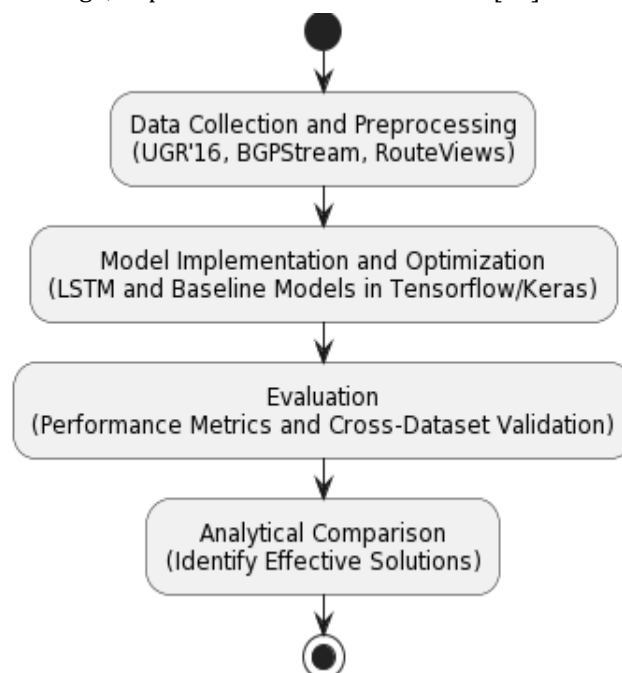 Data Collection and Preprocessing
(UGR'16, BGPStream, RouteViews)
Model Implementation and Optimization
(LSTM and Baseline Models in Tensorflow/Keras)
Evaluation
(Performance Metrics and Cross-Dataset Validation)
Analytical Comparison
(Identify Effective Solutions)